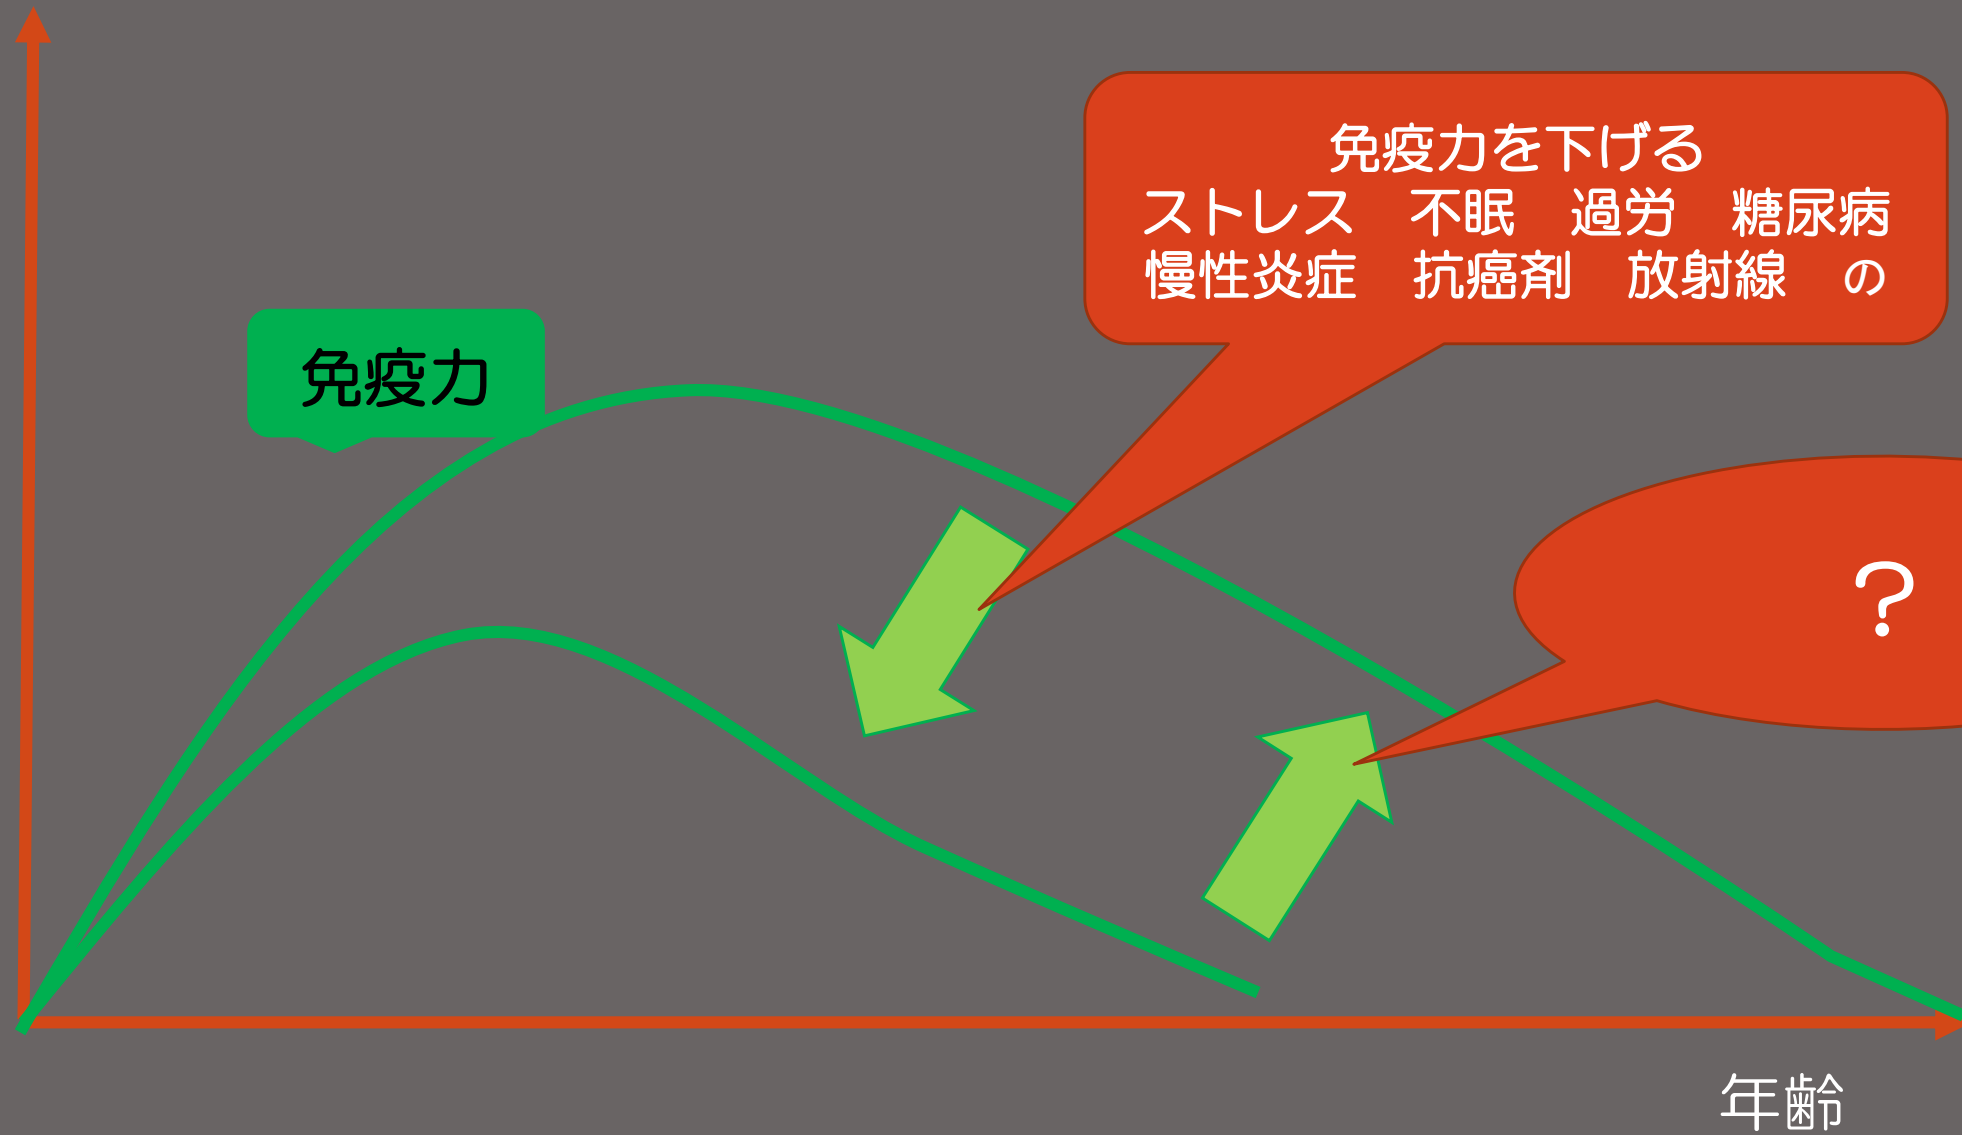 免疫力を下げる
ストレス　不眠　過労　糖尿病
慢性炎症　抗癌剤　放射線　の
免疫力
？
年齢